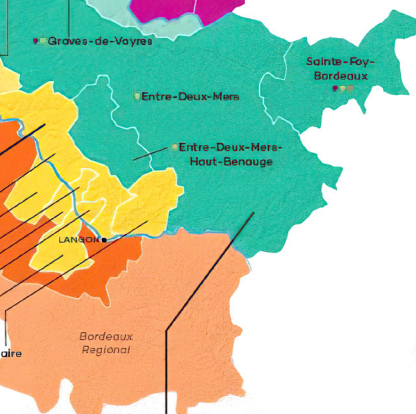 Graves-de-Vayres
Sainte-Foy-
Bordeaux
Entre-Deux-Mers
Entre-Deux-Mers-
Haut-Benauge
LANGON
Bordeaux
Regional
aire